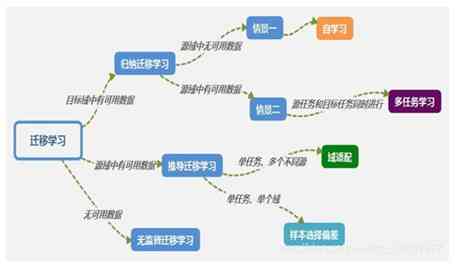 情景一
自学习
源域中无可用数据
归纳迁移学习
源域中有可用数据
目标域中有可用数据
情景二
源任务和目标任务同时进行
多任务学习
迁移学习
源域中有可用数据
推导迁移学习
单任务、多个不同源
域适配
单任务、单个域
无可用数据
无监督迁移学习
样本选择偏差